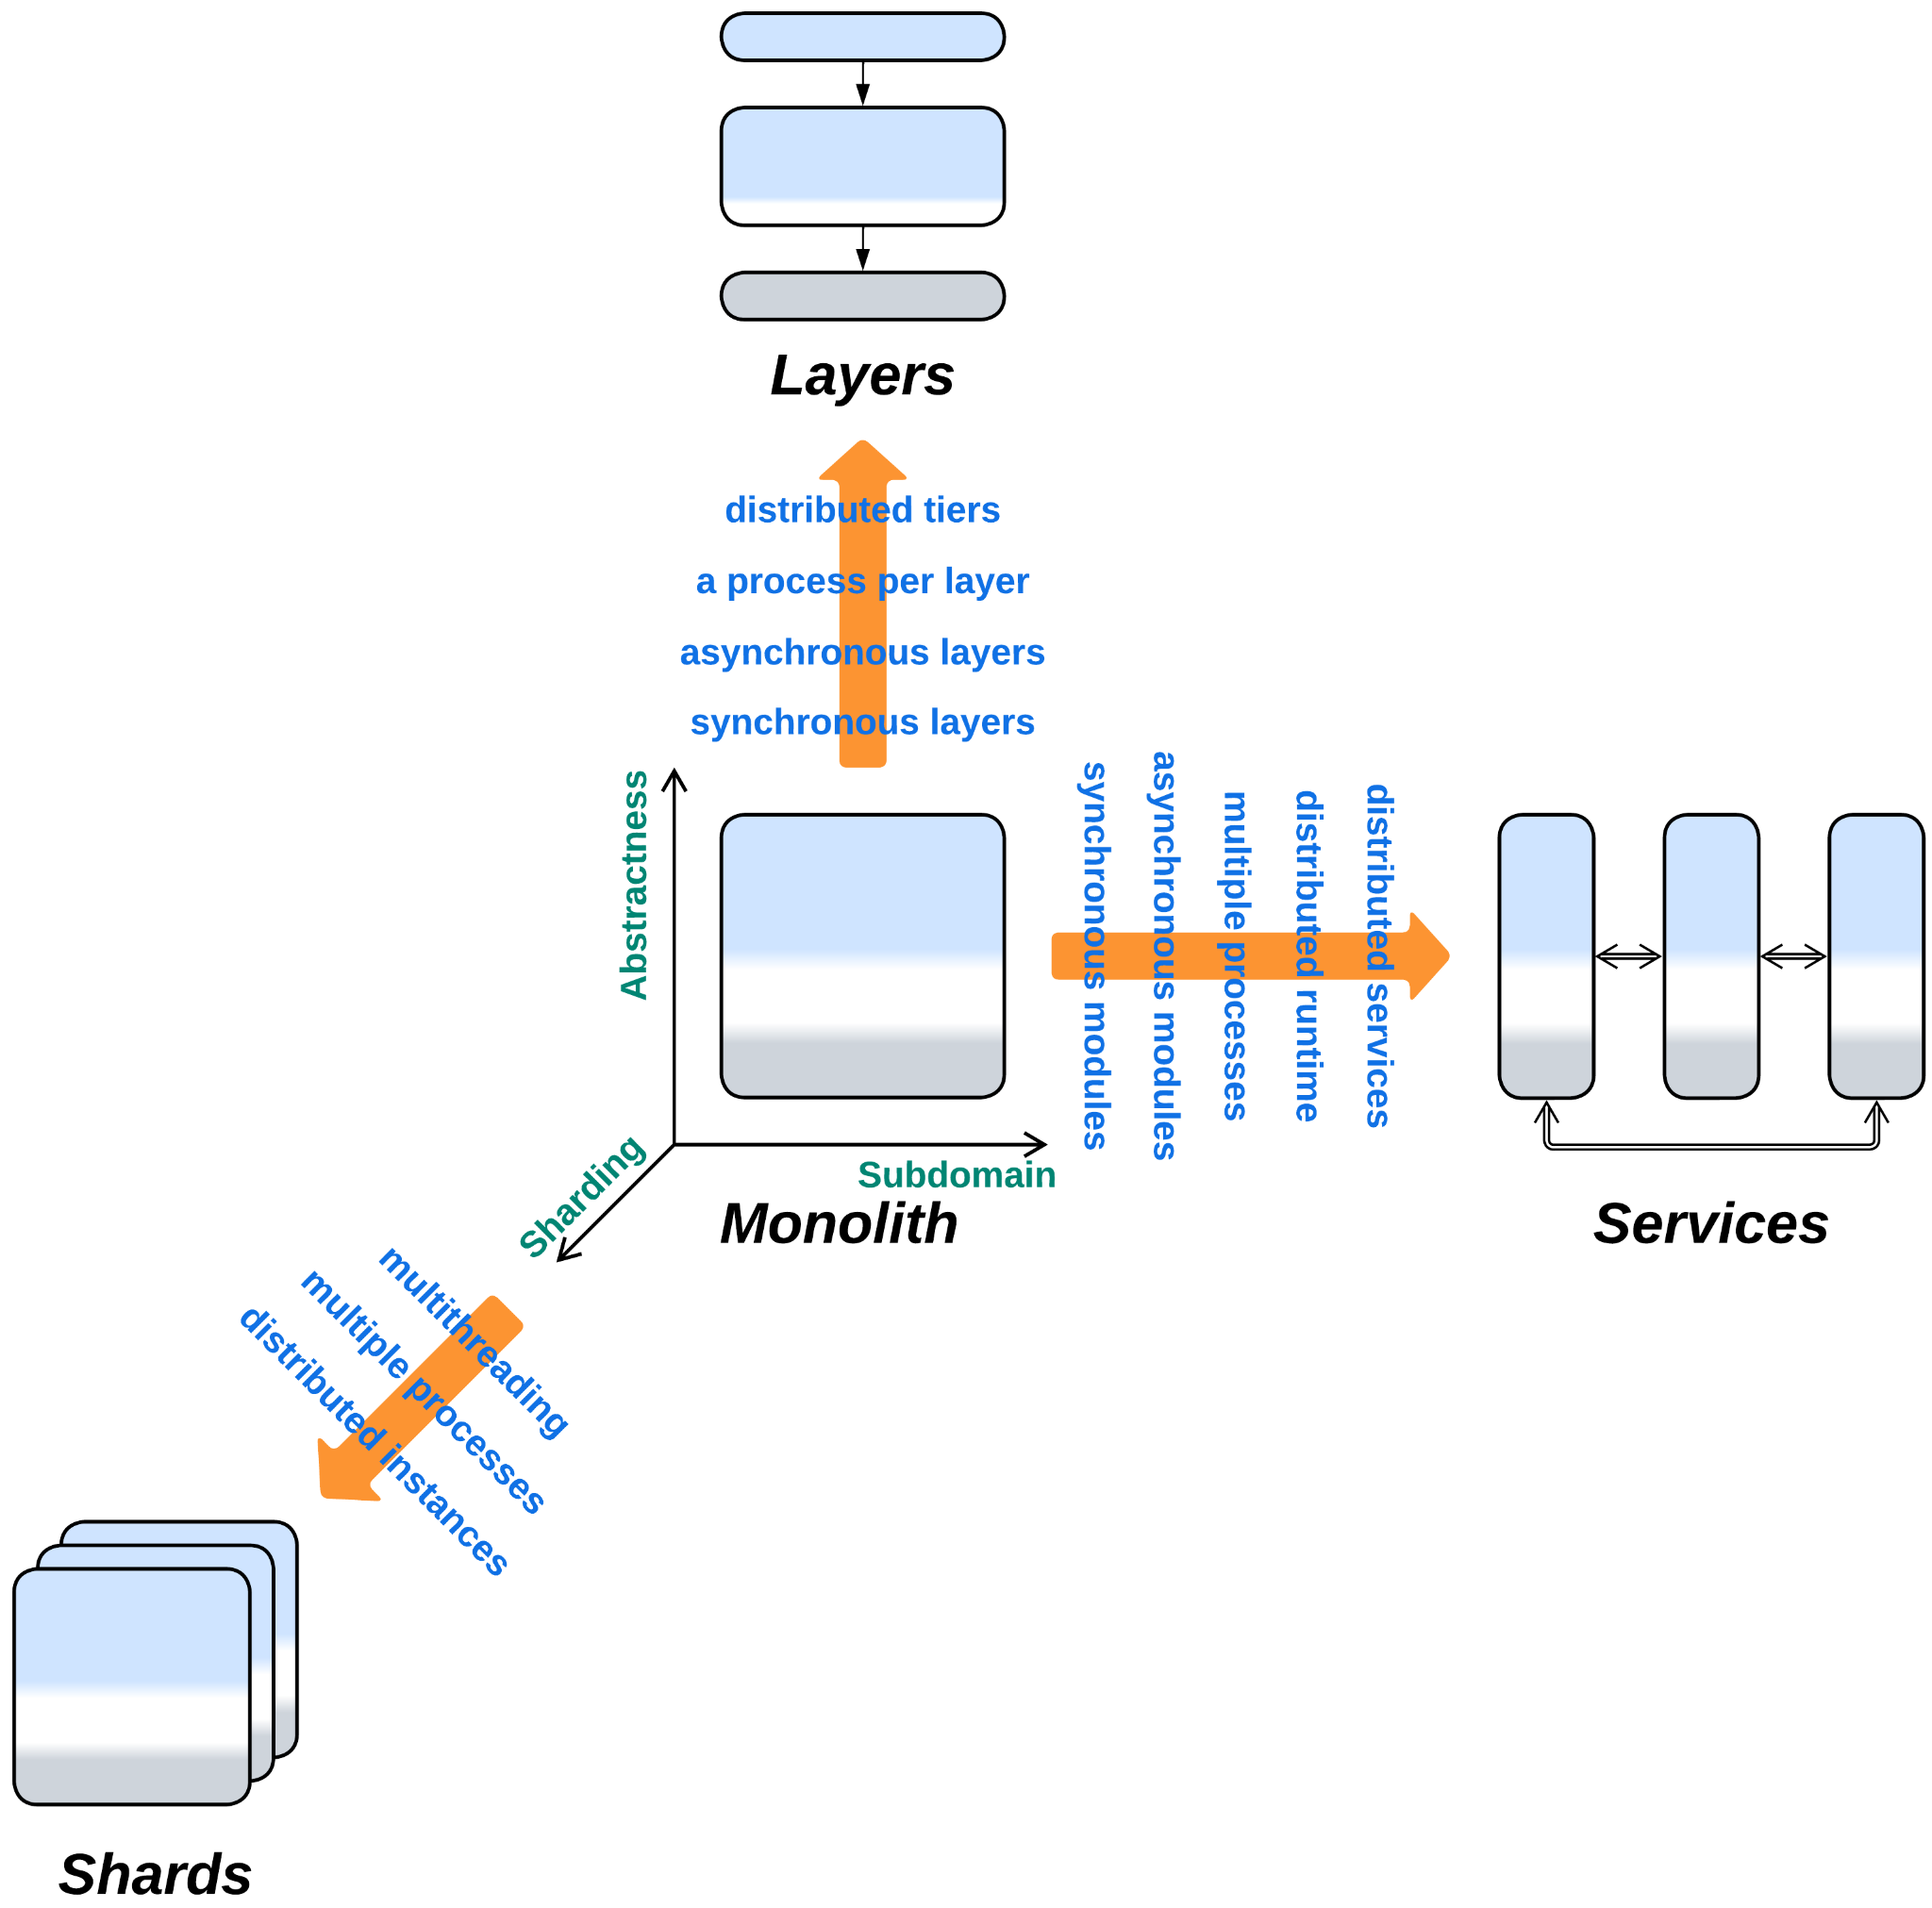 Layers
distributed tiers
a process per layer
asynchronous layers
synchronous layers
Abstractness
synchronous modules
asynchronous modules
multiple processes
distributed runtime
distributed services
Subdomain
Sharding
Monolith
Services
multithreading
multiple processes
distributed instances
Shards